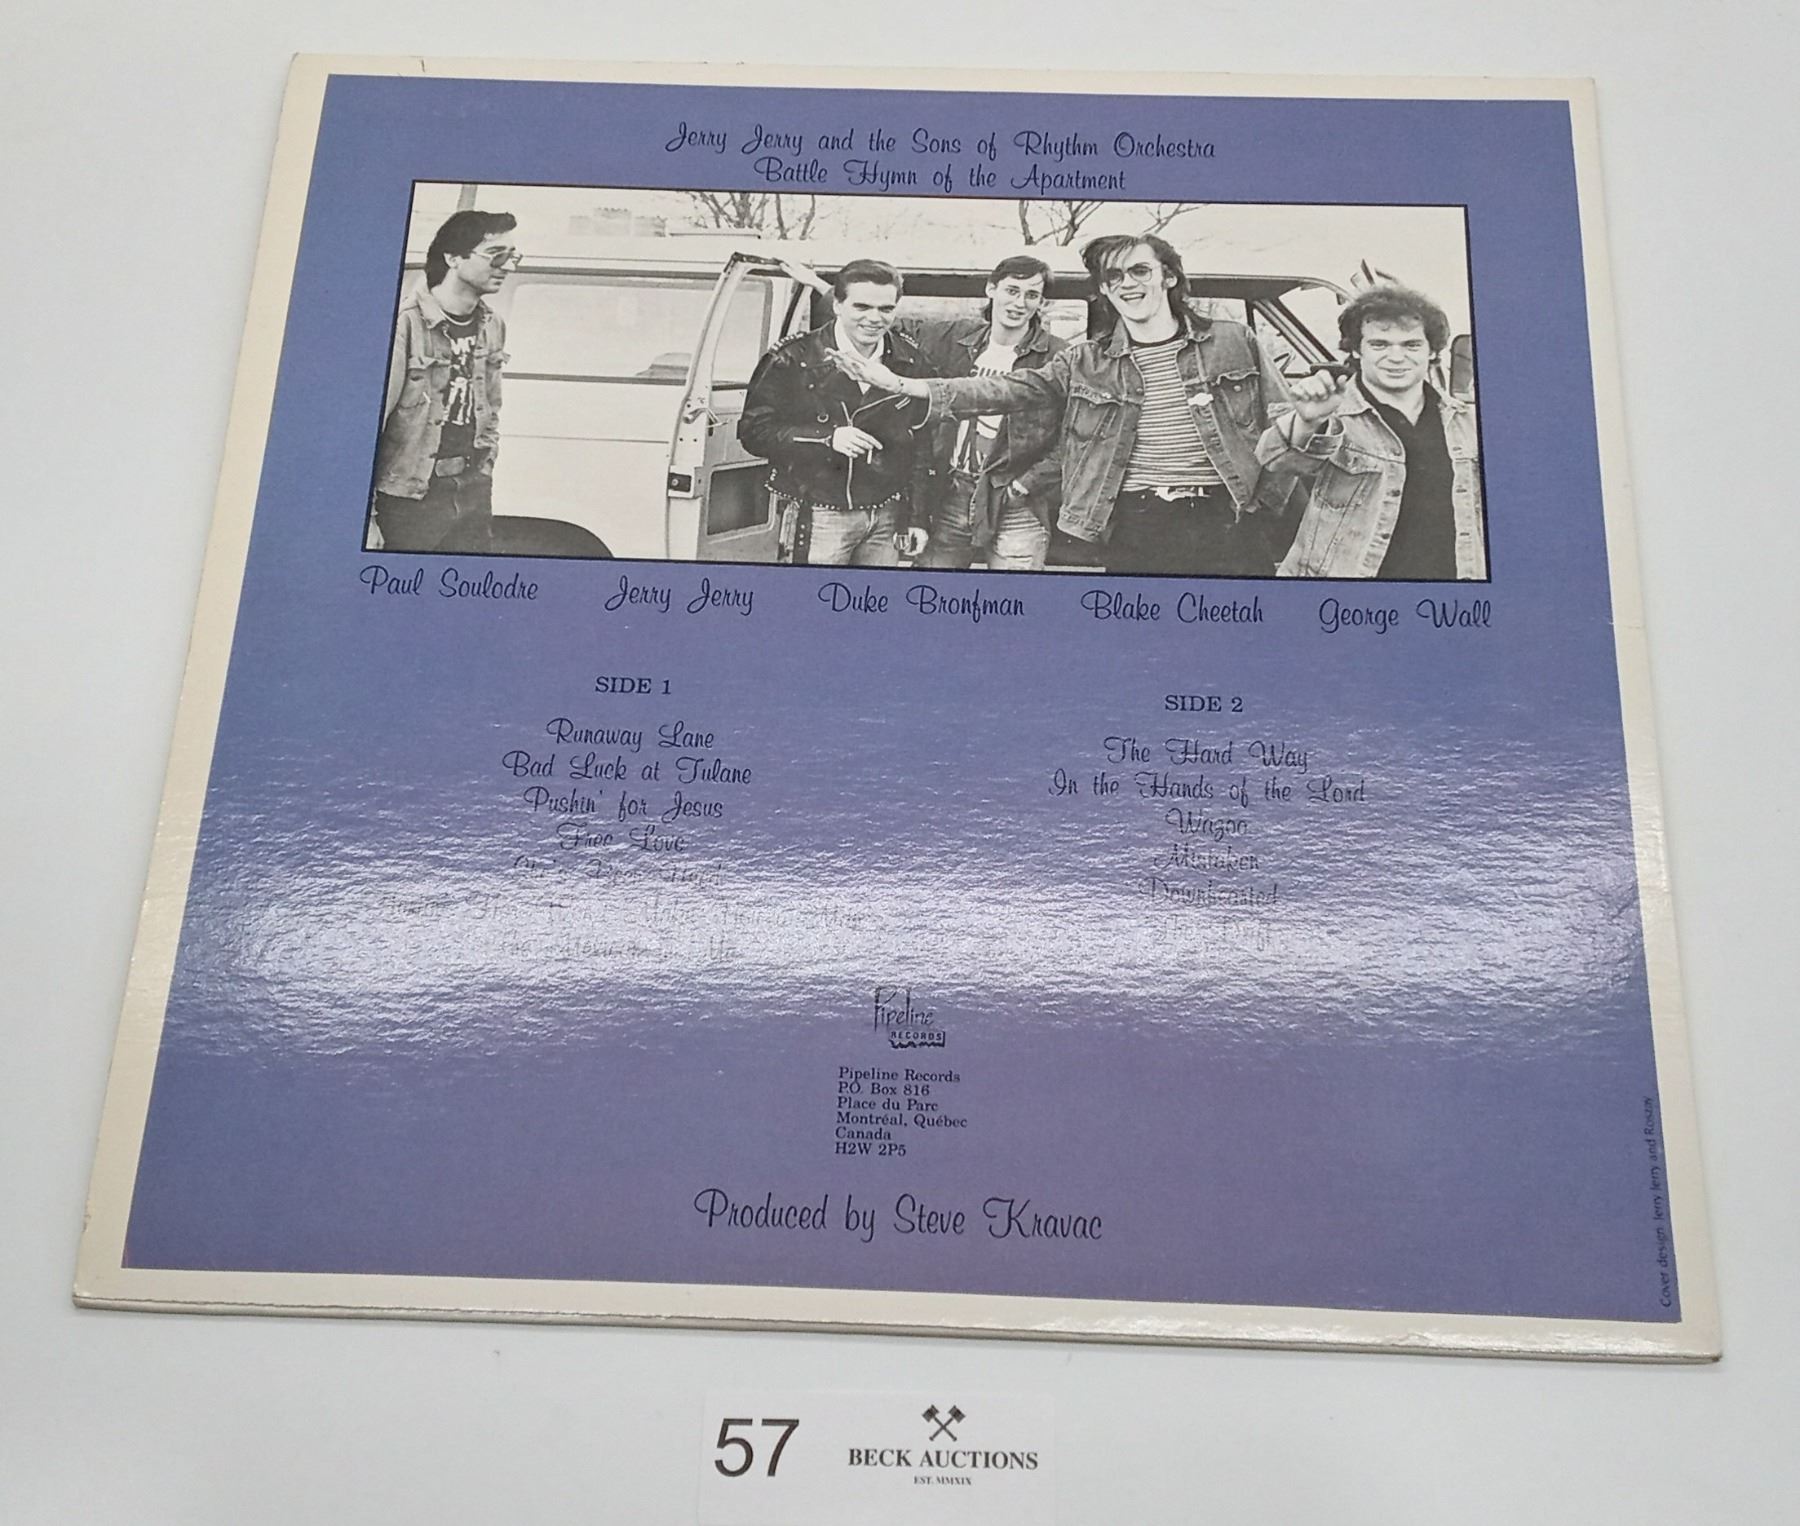 Jerry Jerry and the Sons of Rhythm Orchestra
Battle Hymn of the Apartment
Paul Soulodre Jerry Jerry Duke Bronfman Blake Cheetah George Wall
SIDE 1
Runaway Lane
Bad Luck at Tulane
Pushin' for Jesus
Free Love
SIDE 2
The Hard Way
In the Hands of the Lord
Wazoo
Mistaken
Downhearted
Pipeline
RECORDS
Pipeline Records
P.O. Box 816
Place du Parc
Montréal, Québec
Canada
H2W 2P5
Produced by Steve Kravac
Cover design Jerry Jerry and Roszay
57
BECK AUCTIONS
EST. MMXIX